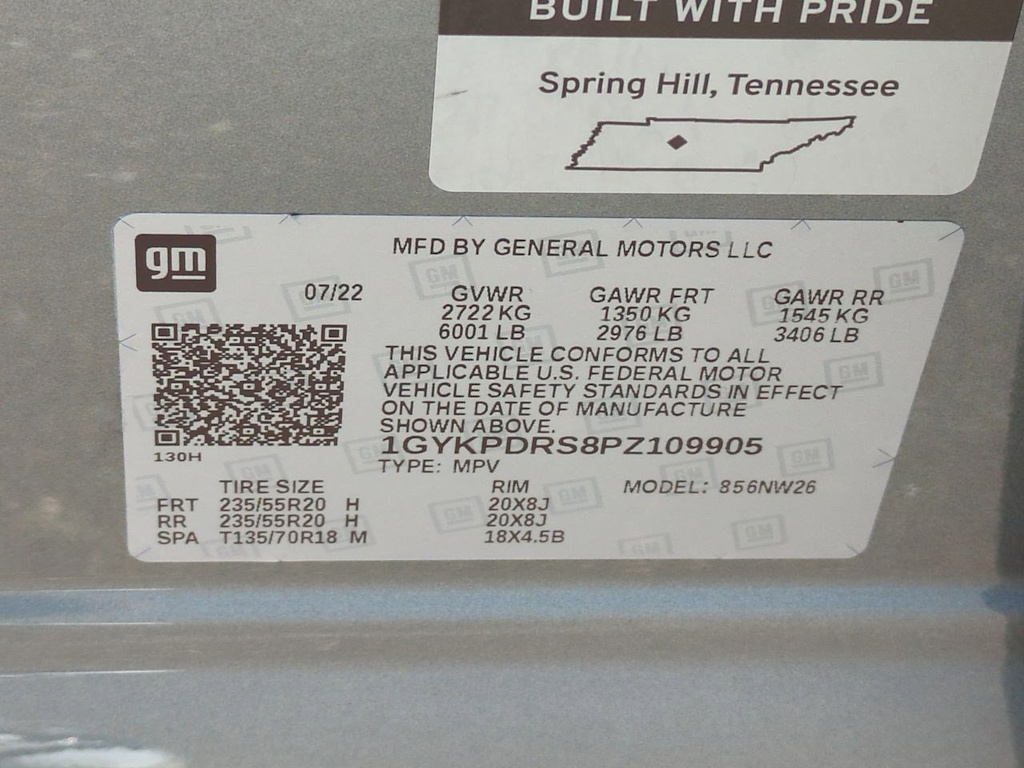 BUILT WITH PRIDE
Spring Hill, Tennessee
gm
MFD BY GENERAL MOTORS LLC
07/22 GVWR GAWR FRT GAWR RR
2722 KG 1350 KG 1545 KG
6001 LB 2976 LB 3406 LB
THIS VEHICLE CONFORMS TO ALL
APPLICABLE U.S. FEDERAL MOTOR
VEHICLE SAFETY STANDARDS IN EFFECT
ON THE DATE OF MANUFACTURE
SHOWN ABOVE.
1GYKPDRS8PZ109905
130H
TYPE: MPV
TIRE SIZE RIM MODEL: 856NW26
FRT 235/55R20 H 20X8J
RR 235/55R20 H 20X8J
SPA T135/70R18 M 18X4.5B